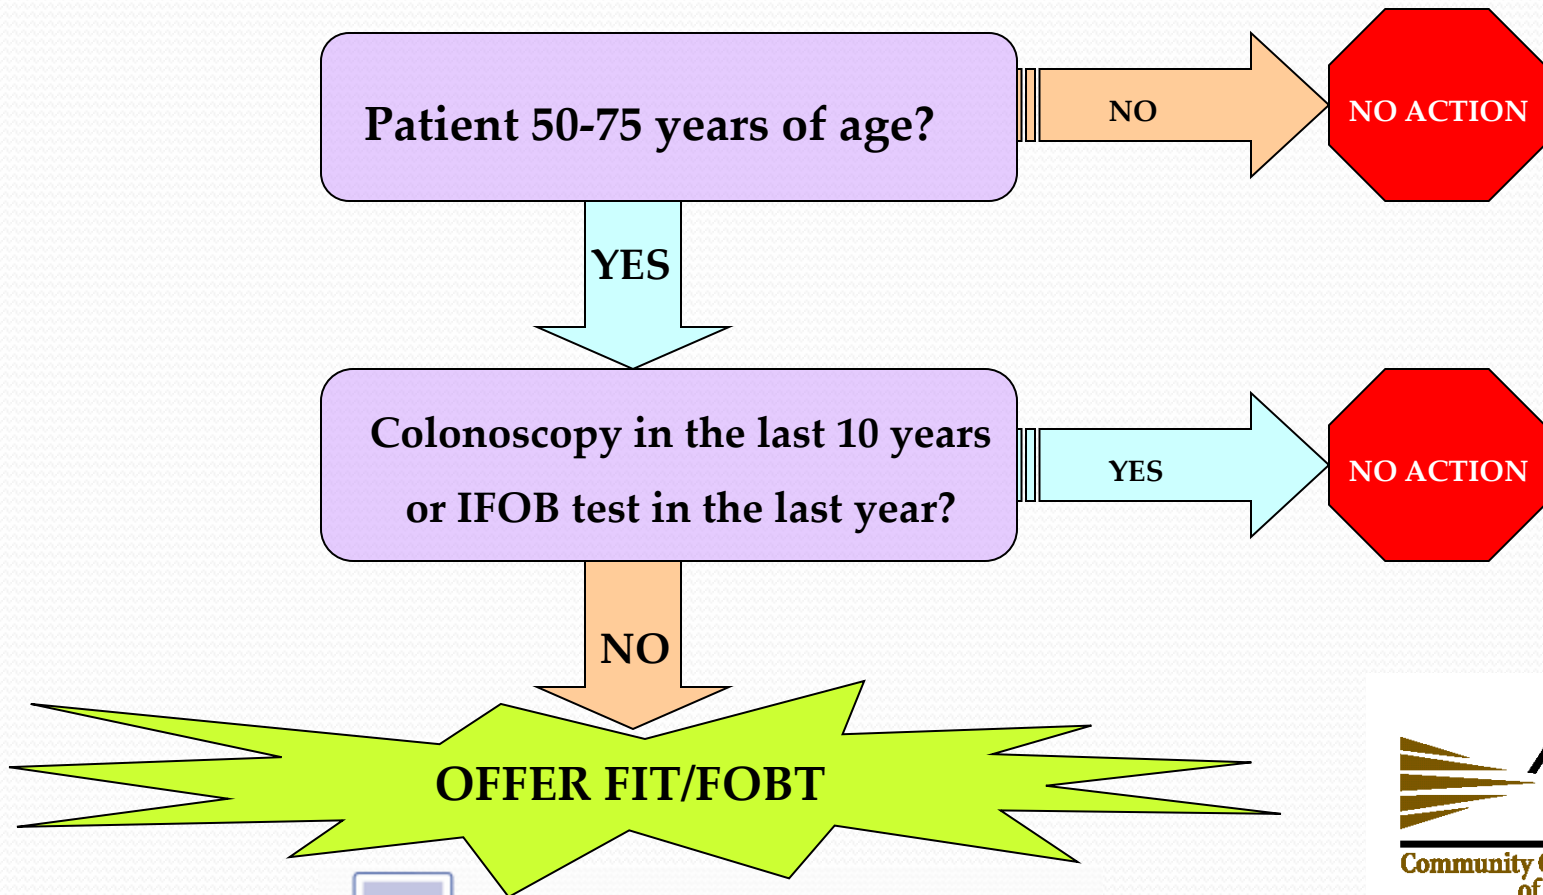 Patient 50-75 years of age?
NO
NO ACTION
YES
Colonoscopy in the last 10 years
or IFOB test in the last year?
YES
NO ACTION
NO
OFFER FIT/FOBT
Community
of